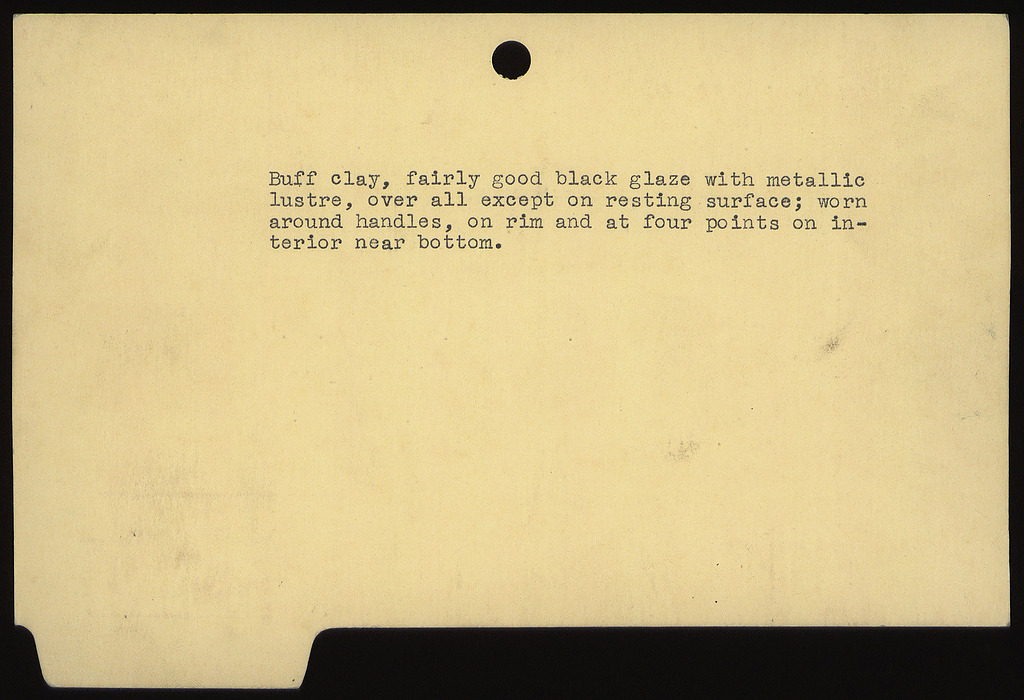 Buff clay, fairly good black glaze with metallic
lustre, over all except on resting surface; worn
around handles, on rim and at four points on in-
terior near bottom.